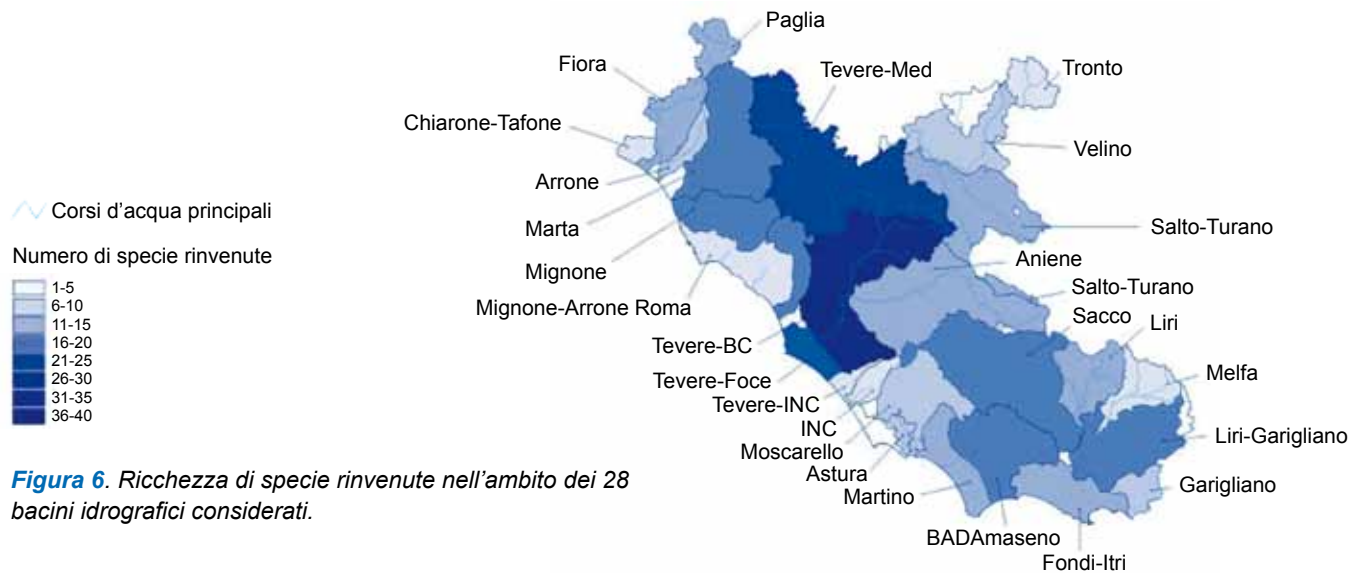 Paglia
Fiora
Tevere-Med
Tronto
Chiarone-Tafone
Velino
Arrone
Corsi d'acqua principali
Marta
Salto-Turano
Numero di specie rinvenute
Aniene
Mignone
1-5
Salto-Turano
6-10
Mignone-Arrone Roma
11-15
Sacco
Liri
16-20
Tevere-BC
21-25
Tevere-Foce
26-30
Melfa
31-35
Tevere-INC
36-40
INC
Liri-Garigliano
Moscarello
Astura
Figura 6. Ricchezza di specie rinvenute nell'ambito dei 28
bacini idrografici considerati.
Martino
Garigliano
BADAmaseno
Fondi-Itri